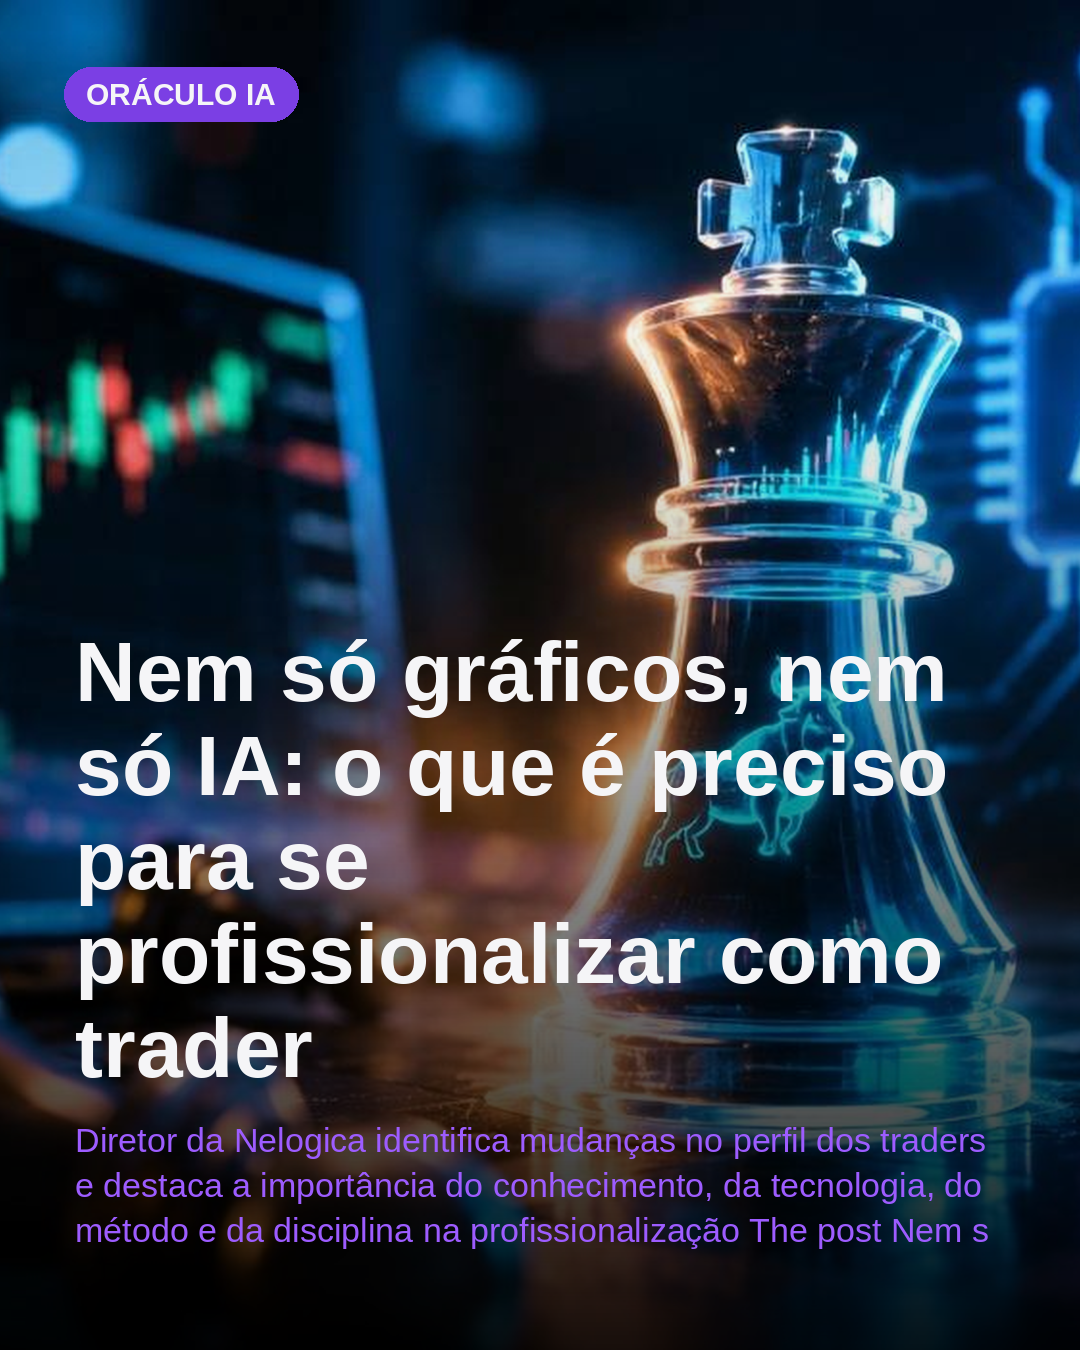 ORÁCULO IA
Nem só gráficos, nem
só IA: o que é preciso
para se
profissionalizar como
trader
Diretor da Nelogica identifica mudanças no perfil dos traders
e destaca a importância do conhecimento, da tecnologia, do
método e da disciplina na profissionalização The post Nem s